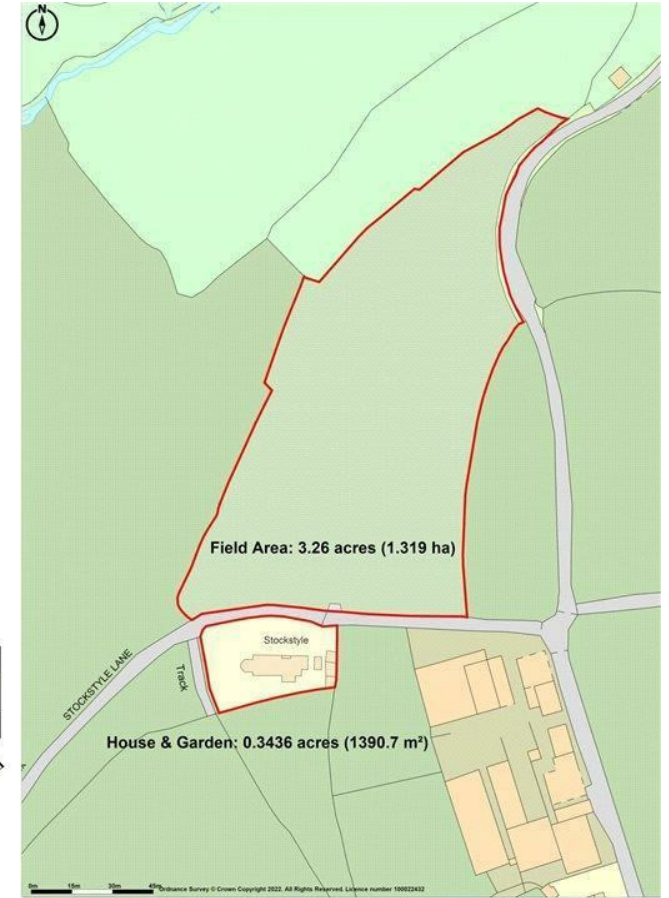 N
Field Area: 3.26 acres (1.319 ha)
Stockstyle
STOCKSTYLE LANE
Track
House & Garden: 0.3436 acres (1390.7 m²)
0m 15m 30m 45m
Ordnance Survey © Crown Copyright 2022. All Rights Reserved. Licence number 100022432